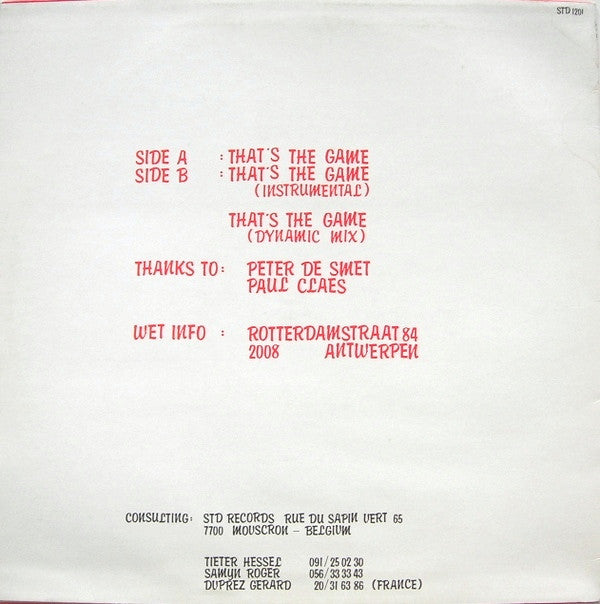 STD 1201
SIDE A : THAT'S THE GAME
SIDE B : THAT'S THE GAME
(INSTRUMENTAL)
THAT'S THE GAME
(DYNAMIC MIX)
THANKS TO: PETER DE SMET
PAUL CLAES
WET INFO : ROTTERDAMSTRAAT 84
2008 ANTWERPEN
CONSULTING: STD RECORDS RUE DU SAPIN VERT 65
7700 MOUSCRON - BELGIUM
TIETER HESSEL 091/25 02 30
SAMYN ROGER 056/33 33 43
DUPREZ GERARD 20/31 63 86 (FRANCE)